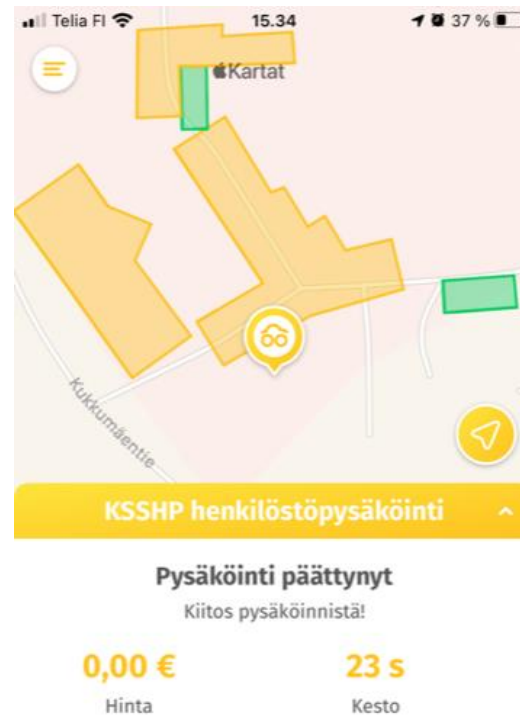 Telia FI 15.34 37 %
Kartat
Kukkumäentie
KSSHP henkilöstöpysäköinti
Pysäköinti päättynyt
Kiitos pysäköinnistä!
0,00 € 23 s
Hinta Kesto